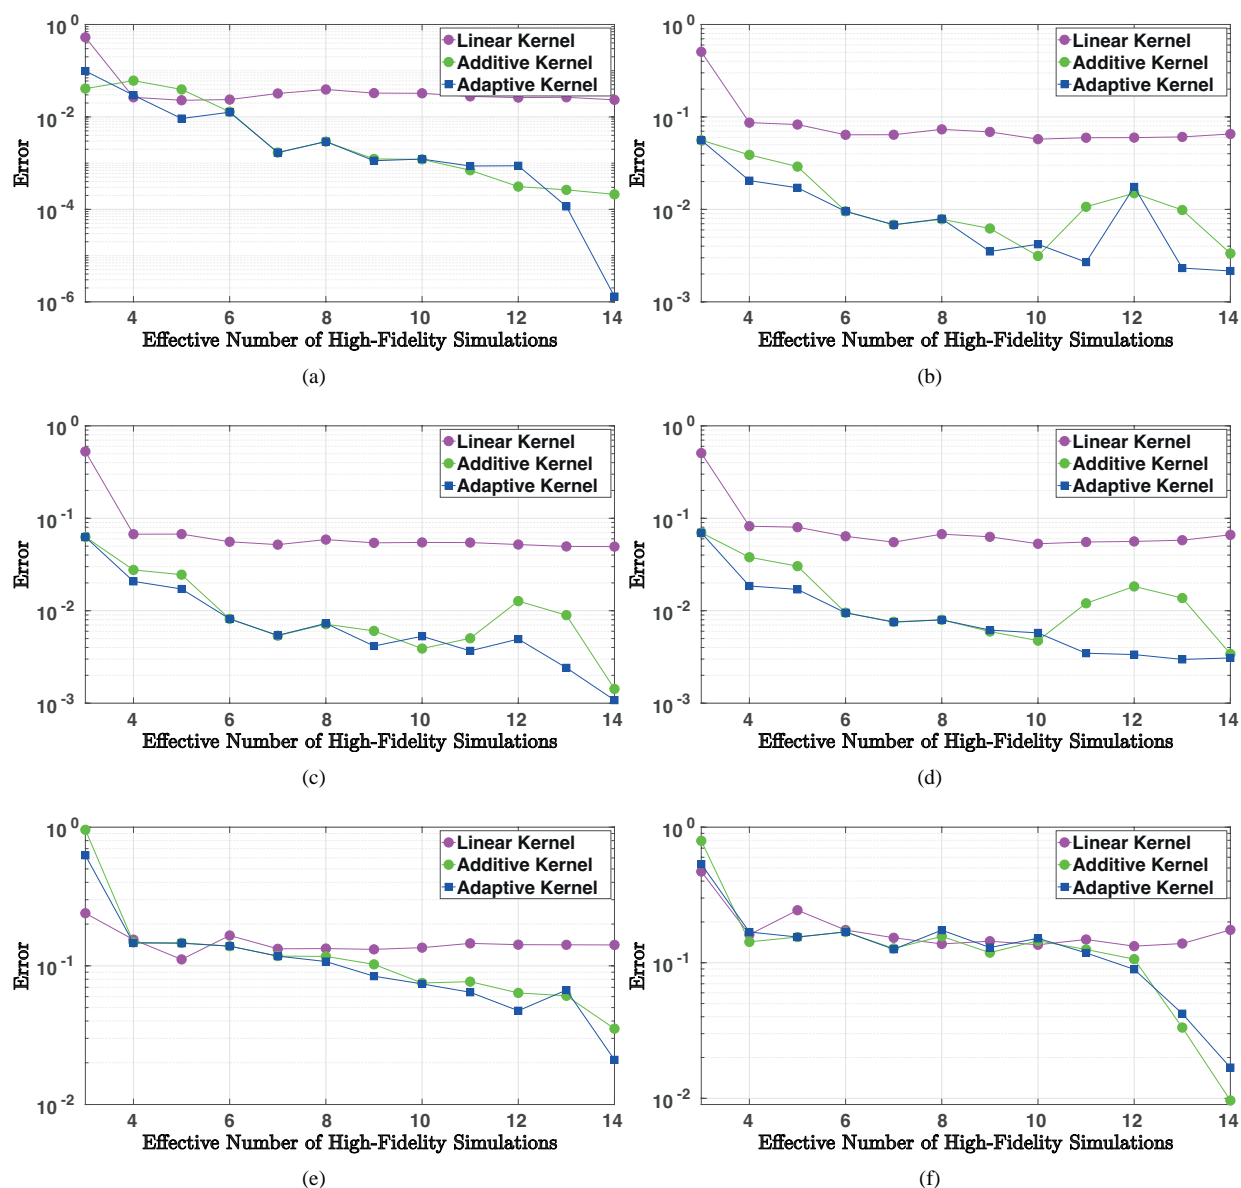 10^0
10^-2
10^-4
10^-6
Error
4 6 8 10 12 14
Effective Number of High-Fidelity Simulations
Linear Kernel
Additive Kernel
Adaptive Kernel
(a)
10^0
10^-1
10^-2
10^-3
Error
4 6 8 10 12 14
Effective Number of High-Fidelity Simulations
Linear Kernel
Additive Kernel
Adaptive Kernel
(b)
10^0
10^-1
10^-2
10^-3
Error
4 6 8 10 12 14
Effective Number of High-Fidelity Simulations
Linear Kernel
Additive Kernel
Adaptive Kernel
(c)
10^0
10^-1
10^-2
10^-3
Error
4 6 8 10 12 14
Effective Number of High-Fidelity Simulations
Linear Kernel
Additive Kernel
Adaptive Kernel
(d)
10^0
10^-1
10^-2
Error
4 6 8 10 12 14
Effective Number of High-Fidelity Simulations
Linear Kernel
Additive Kernel
Adaptive Kernel
(e)
10^0
10^-1
10^-2
Error
4 6 8 10 12 14
Effective Number of High-Fidelity Simulations
Linear Kernel
Additive Kernel
Adaptive Kernel
(f)